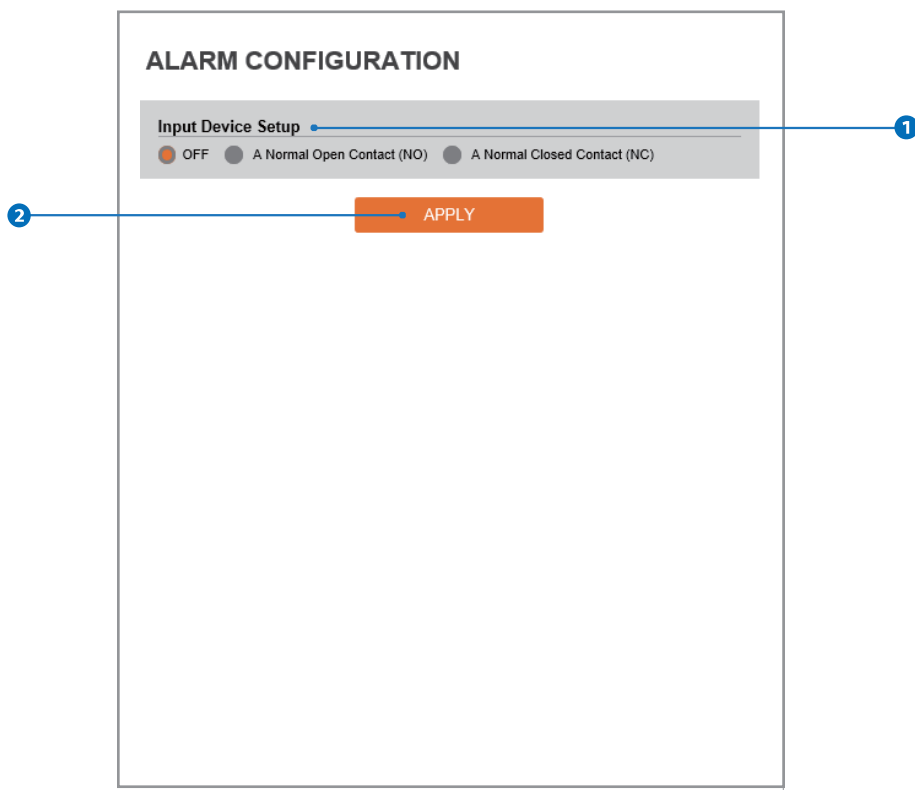 ALARM CONFIGURATION
Input Device Setup
1
OFF A Normal Open Contact (NO) A Normal Closed Contact (NC)
2
APPLY